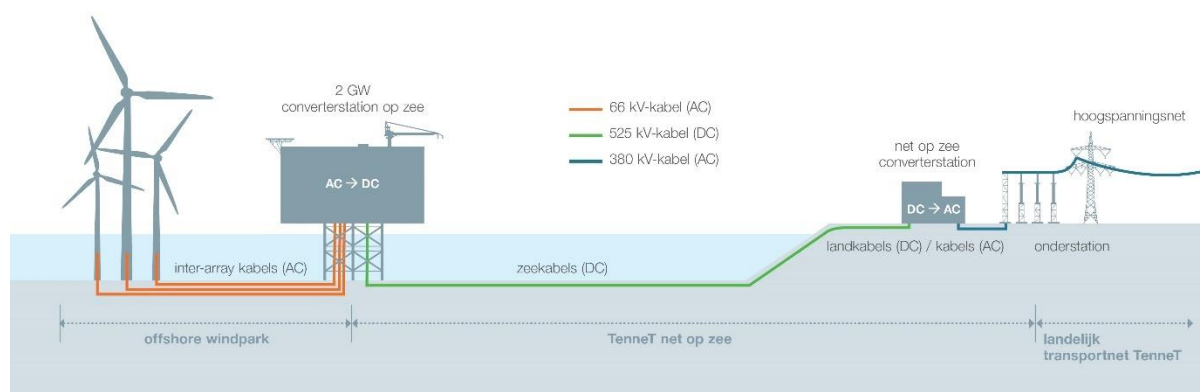 2 GW
converterstation op zee
AC → DC
66 kV-kabel (AC)
525 kV-kabel (DC)
380 kV-kabel (AC)
hoogspanningsnet
net op zee
converterstation
DC → AC
inter-array kabels (AC)
zeekabels (DC)
landkabels (DC) / kabels (AC)
onderstation
offshore windpark
TenneT net op zee
landelijk
transportnet TenneT